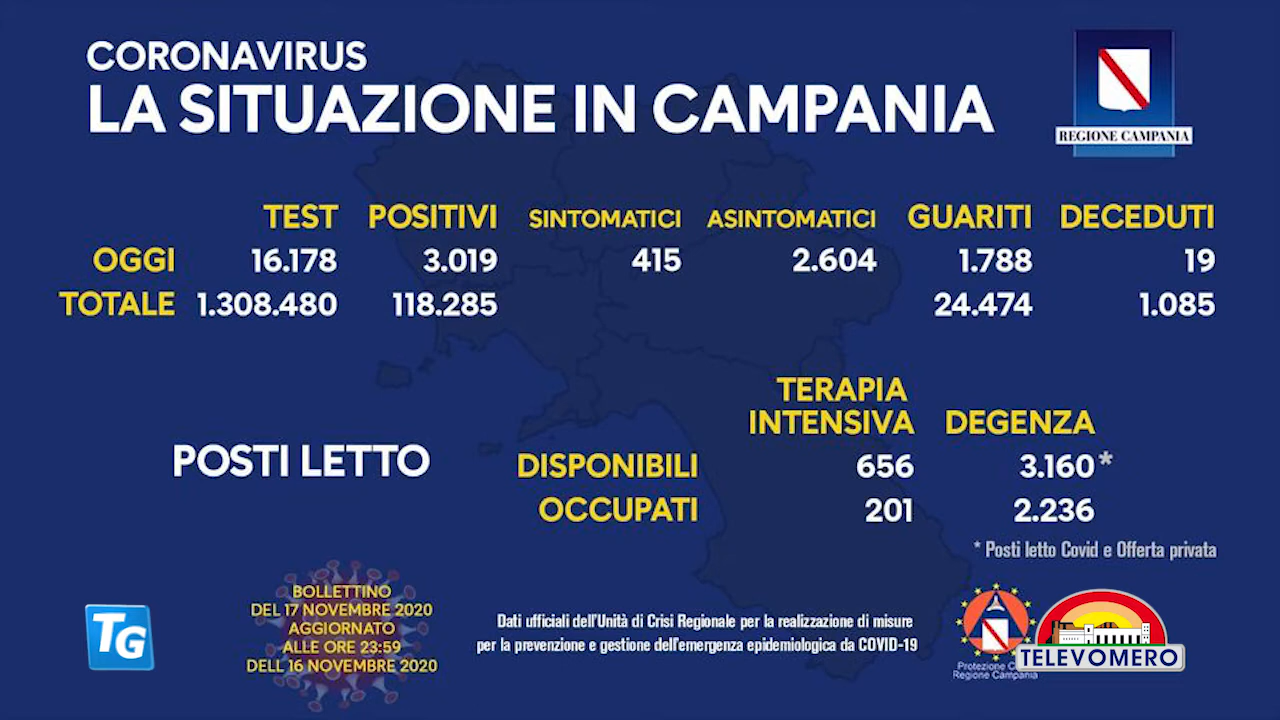 CORONAVIRUS
LA SITUAZIONE IN CAMPANIA
REGIONE CAMPANIA
TEST POSITIVI SINTOMATICI ASINTOMATICI GUARITI DECEDUTI
OGGI 16.178 3.019 415 2.604 1.788 19
TOTALE 1.308.480 118.285 24.474 1.085
TERAPIA
INTENSIVA DEGENZA
POSTI LETTO
DISPONIBILI 656 3.160*
OCCUPATI 201 2.236
* Posti letto Covid e Offerta privata
TG
BOLLETTINO
DEL 17 NOVEMBRE 2020
AGGIORNATO
ALLE ORE 23:59
DELL 16 NOVEMBRE 2020
Dati ufficiali dell'Unità di Crisi Regionale per la realizzazione di misure
per la prevenzione e gestione dell'emergenza epidemiologica da COVID-19
Protezione
Regione Campania
TELEVOMERO